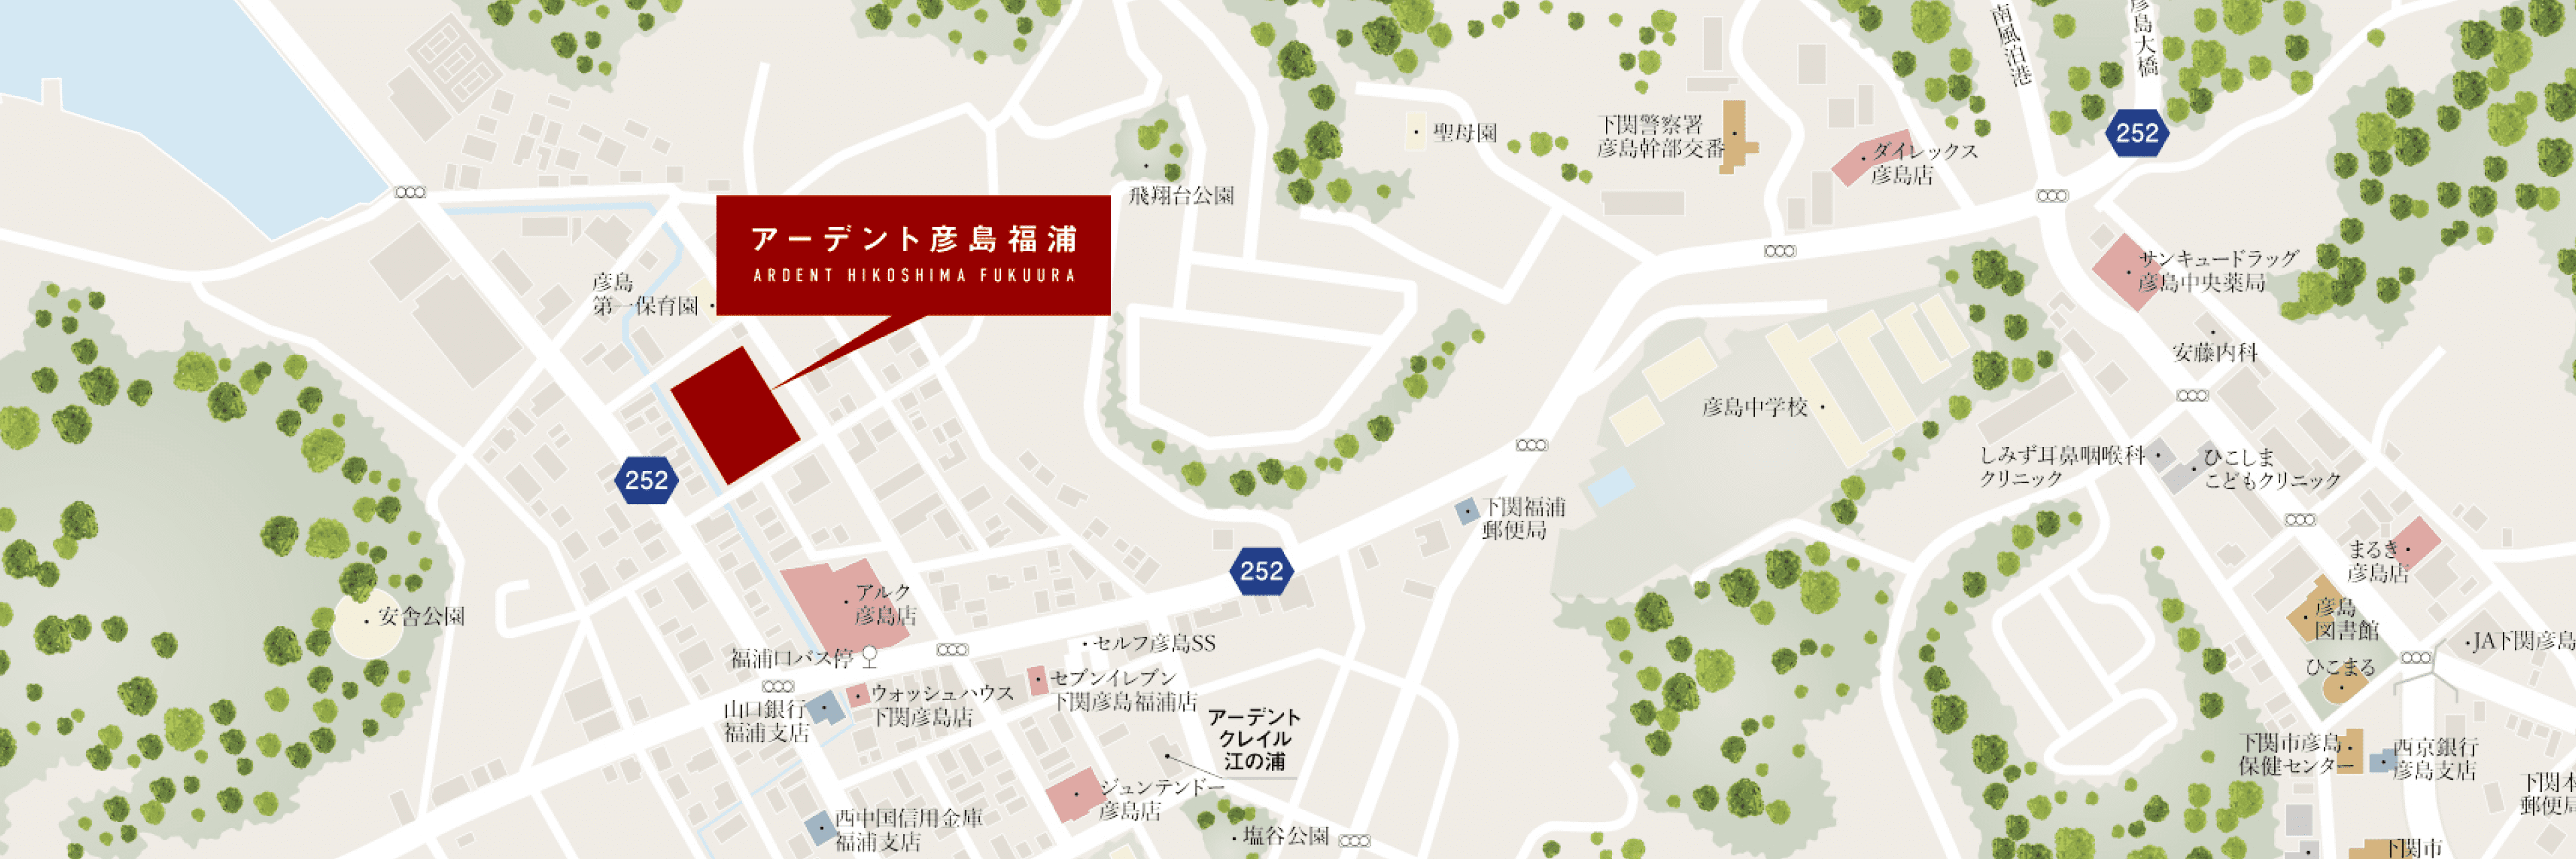 南風泊港
彦島大橋
252
聖母園
下関警察署
彦島幹部交番
ダイレックス
彦島店
飛翔台公園
アーデント彦島福浦
ARDENT HIKOSHIMA FUKUURA
彦島
第一保育園
サンキュードラッグ
彦島中央薬局
安藤内科
彦島中学校
しみず耳鼻咽喉科
クリニック
ひこしま
こどもクリニック
252
下関福浦
郵便局
252
まるき
彦島店
アルク
彦島店
安舎公園
彦島
図書館
JA下関彦島
ひこまる
セルフ彦島SS
福浦口バス停
セブンイレブン
下関彦島福浦店
ウォッシュハウス
下関彦島店
山口銀行
福浦支店
アーデント
クレイル
江の浦
下関市彦島
保健センター
西京銀行
彦島支店
ジュンテンドー
彦島店
西中国信用金庫
福浦支店
塩谷公園
下関本
郵便局
下関市